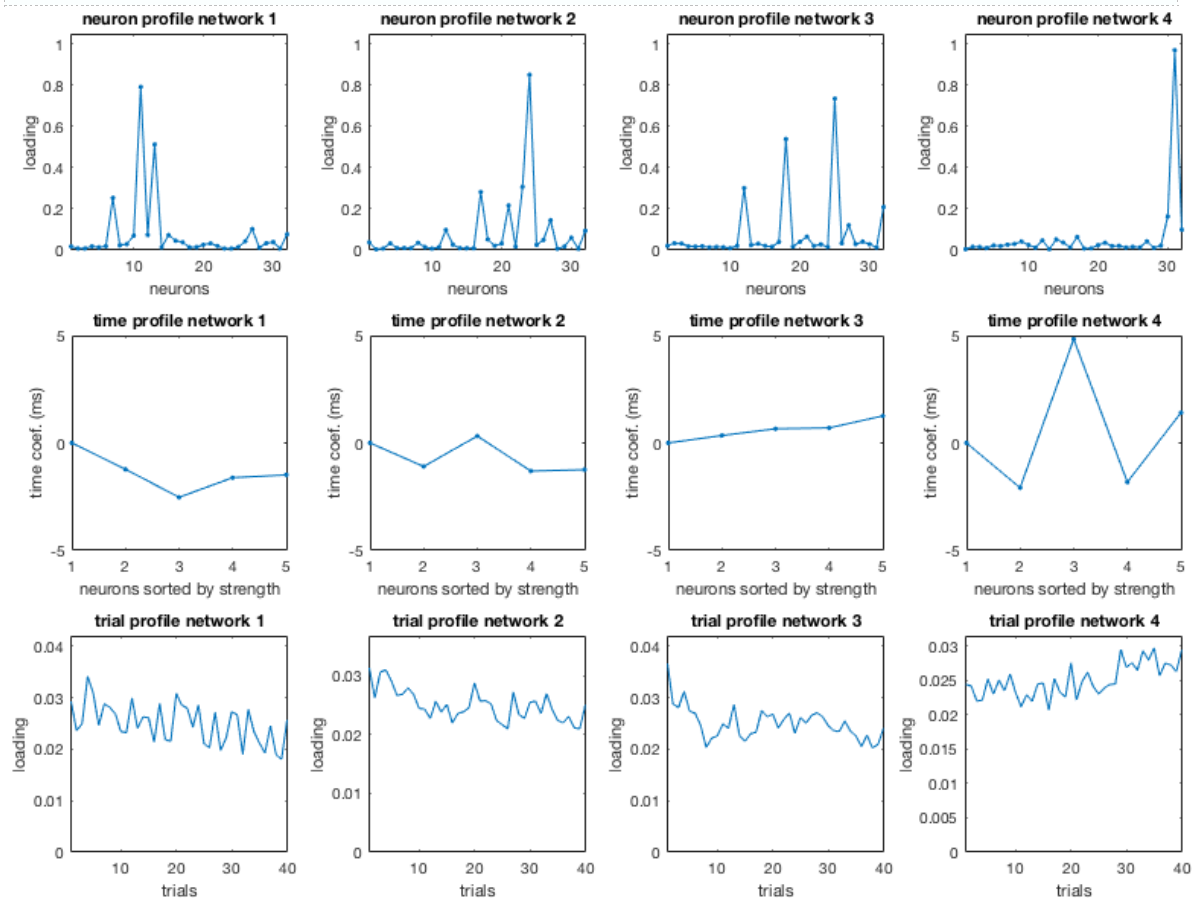 neuron profile network 1
neuron profile network 2
neuron profile network 3
neuron profile network 4
1
0.8
0.6
0.4
0.2
0
loading
10
20
30
neurons
1
0.8
0.6
0.4
0.2
0
loading
10
20
30
neurons
1
0.8
0.6
0.4
0.2
0
loading
10
20
30
neurons
1
0.8
0.6
0.4
0.2
0
loading
10
20
30
neurons
time profile network 1
time profile network 2
time profile network 3
time profile network 4
5
0
-5
time coef. (ms)
1 2 3 4 5
neurons sorted by strength
5
0
-5
time coef. (ms)
1 2 3 4 5
neurons sorted by strength
5
0
-5
time coef. (ms)
1 2 3 4 5
neurons sorted by strength
5
0
-5
time coef. (ms)
1 2 3 4 5
neurons sorted by strength
trial profile network 1
trial profile network 2
trial profile network 3
trial profile network 4
0.04
0.03
0.02
0.01
0
loading
10 20 30 40
trials
0.03
0.02
0.01
0
loading
10 20 30 40
trials
0.04
0.03
0.02
0.01
0
loading
10 20 30 40
trials
0.03
0.025
0.02
0.015
0.01
0.005
0
loading
10 20 30 40
trials